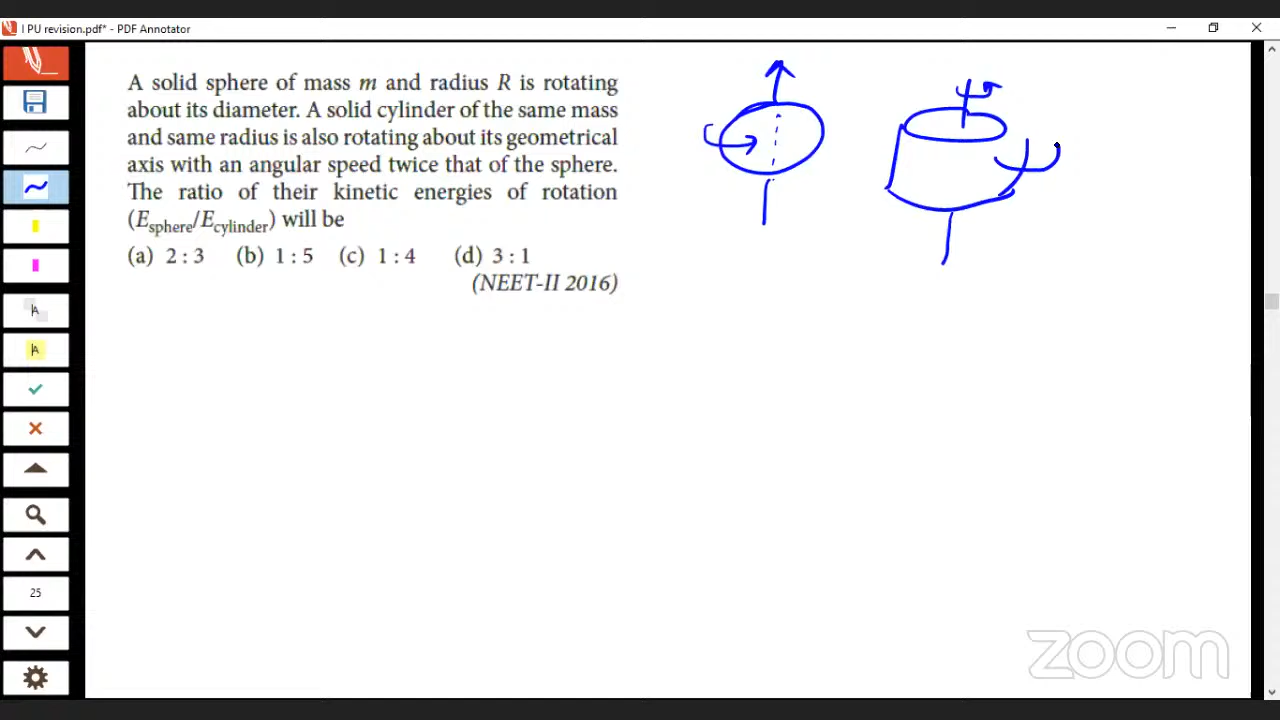 I PU revision.pdf* - PDF Annotator
A solid sphere of mass m and radius R is rotating
about its diameter. A solid cylinder of the same mass
and same radius is also rotating about its geometrical
axis with an angular speed twice that of the sphere.
The ratio of their kinetic energies of rotation
(Esphere/Ecylinder) will be
(a) 2 : 3 (b) 1 : 5 (c) 1 : 4 (d) 3 : 1
(NEET-II 2016)
A
A
25
zoom